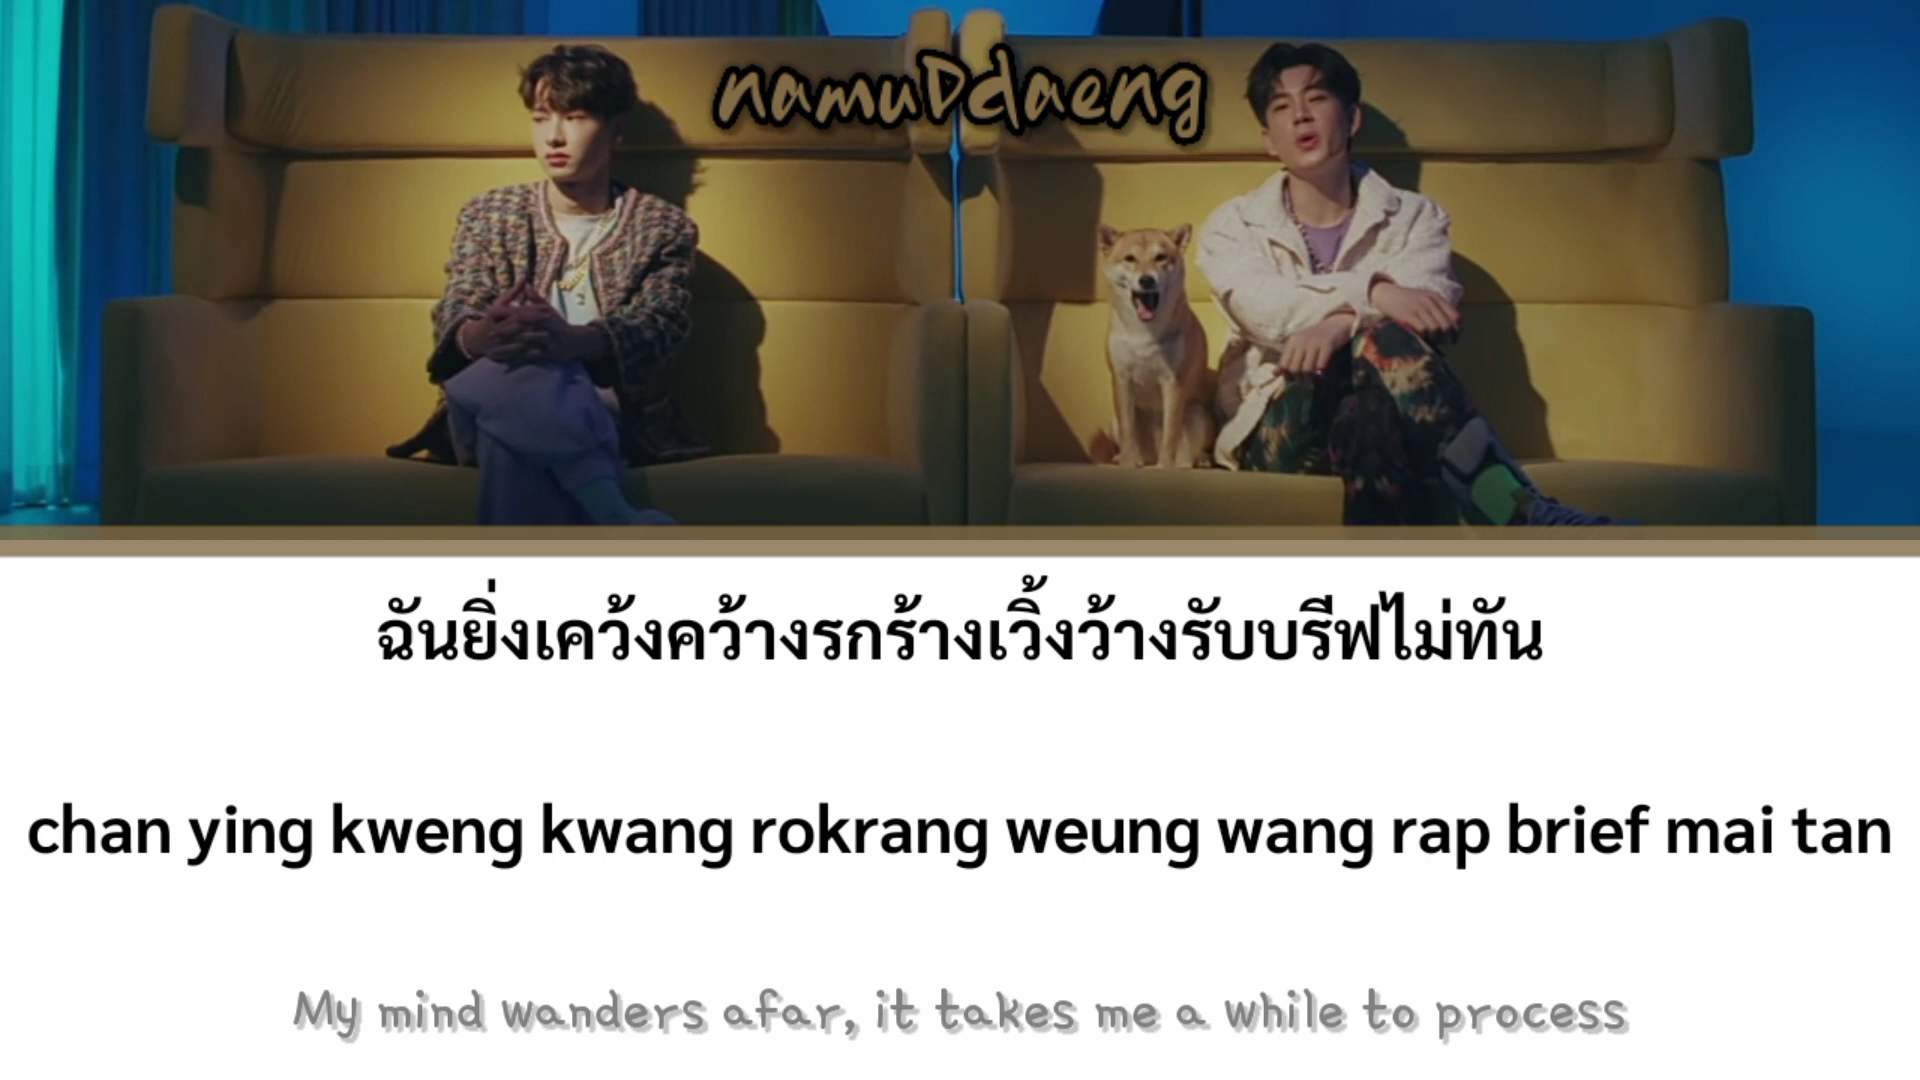 namuDdaeng
ฉันยิ่งเคว้งคว้างรกร้างเวิ้งว้างรับบรีฟไม่ทัน
chan ying kweng kwang rokrang weung wang rap brief mai tan
My mind wanders afar, it takes me a while to process